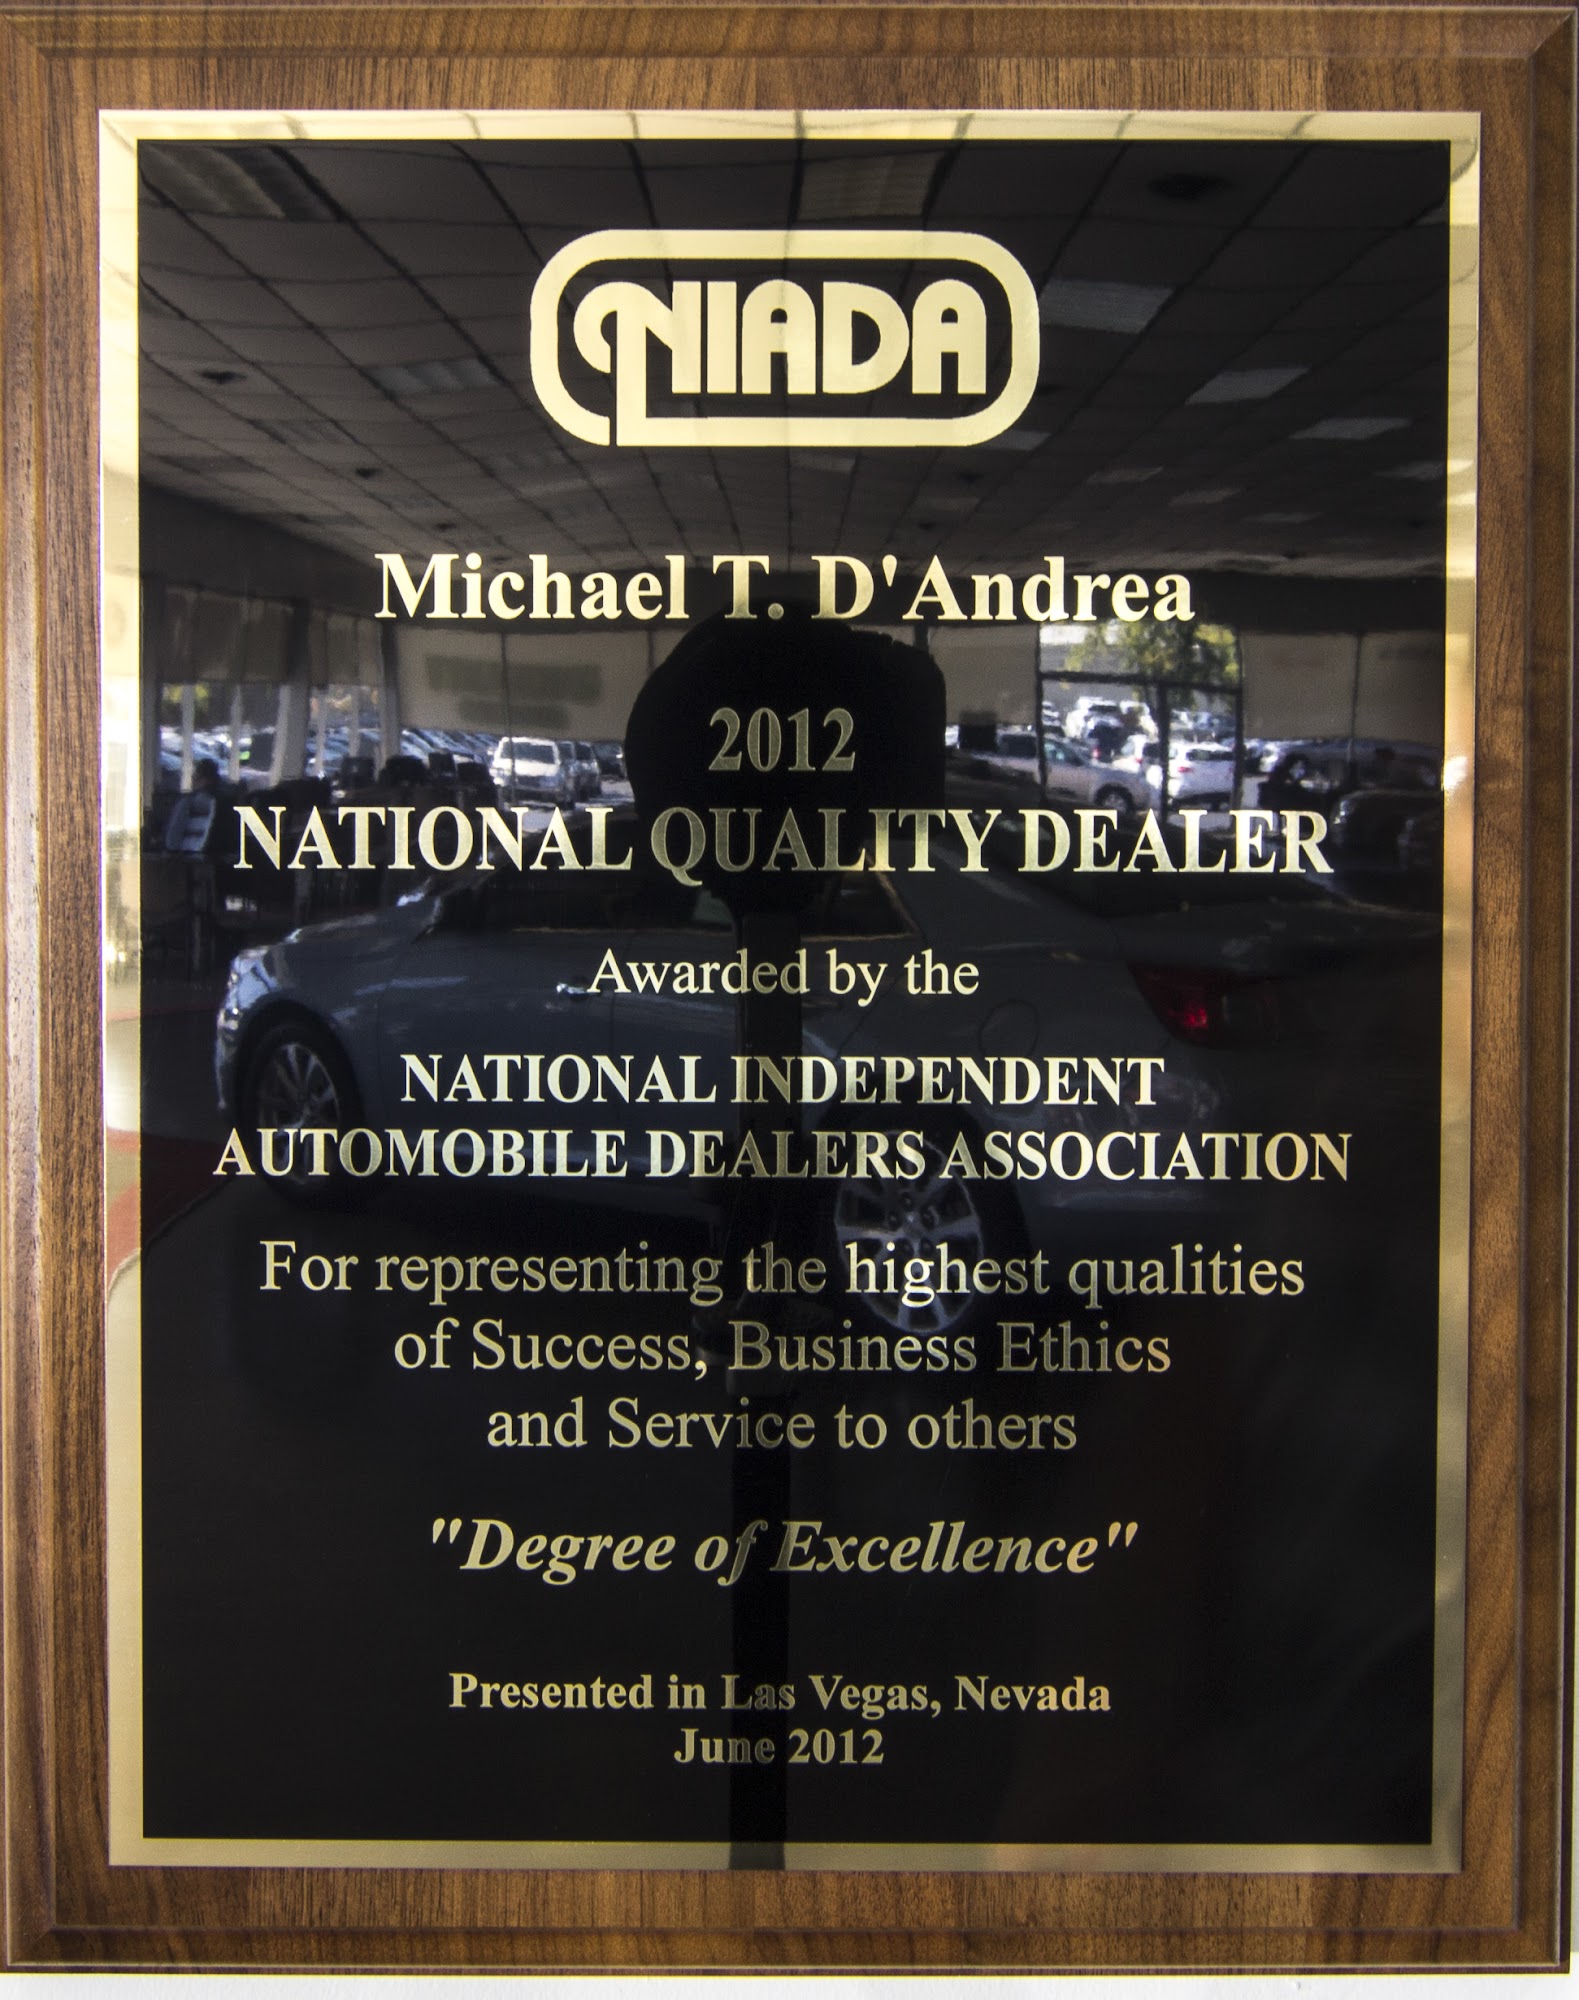 NIADA
Michael T. D'Andrea
2012
NATIONAL QUALITY DEALER
Awarded by the
NATIONAL INDEPENDENT
AUTOMOBILE DEALERS ASSOCIATION
For representing the highest qualities
of Success, Business Ethics
and Service to others
"Degree of Excellence"
Presented in Las Vegas, Nevada
June 2012